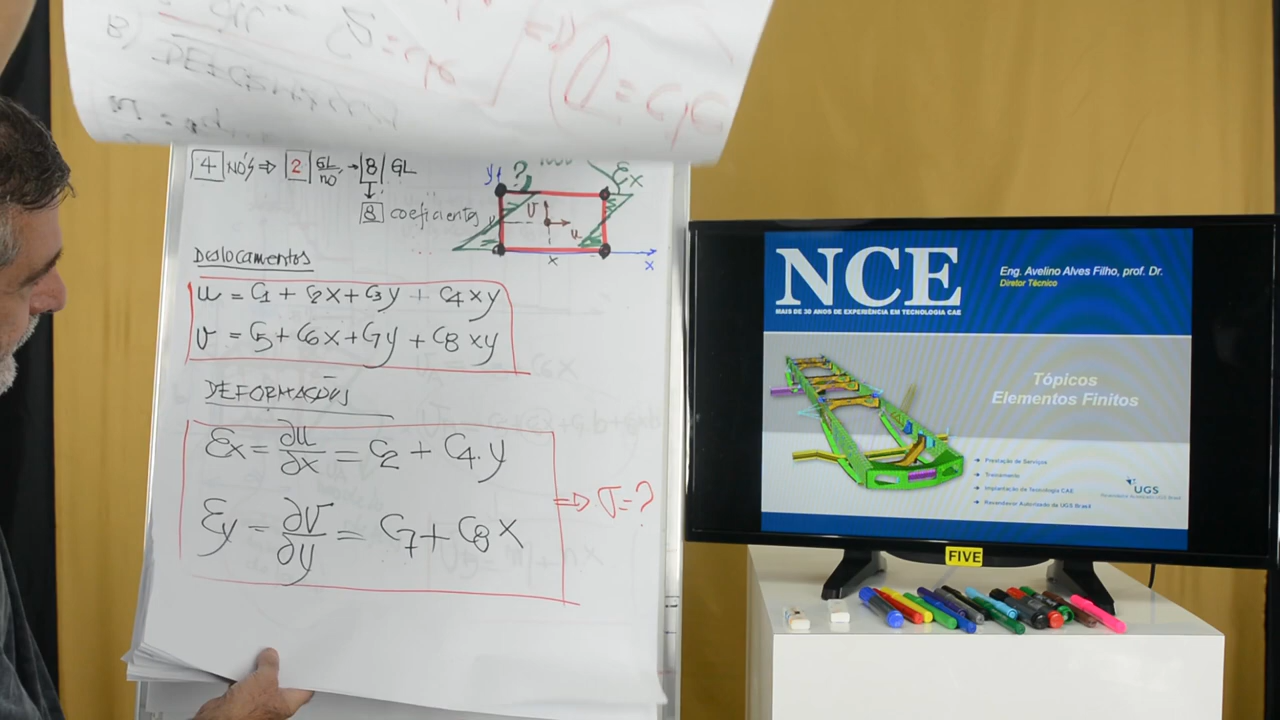 4 NÓS ⇒ 2 GL/nó → 8 GL
8 coeficientes
y ? εx
v
u
x x
Deslocamentos
u = C1 + C2x + C3y + C4xy
v = C5 + C6x + C7y + C8xy
DEFORMAÇÕES
εx = ∂u/∂x = C2 + C4.y
εy = ∂v/∂y = C7 + C8x
⇒ σ=?
NCE
MAIS DE 30 ANOS DE EXPERIÊNCIA EM TECNOLOGIA CAE
Eng. Avelino Alves Filho, prof. Dr.
Diretor Técnico
Tópicos
Elementos Finitos
Prestação de Serviços
Treinamento
Implantação de Tecnologia CAE
Revendedor Autorizado da UGS Brasil
UGS
FIVE